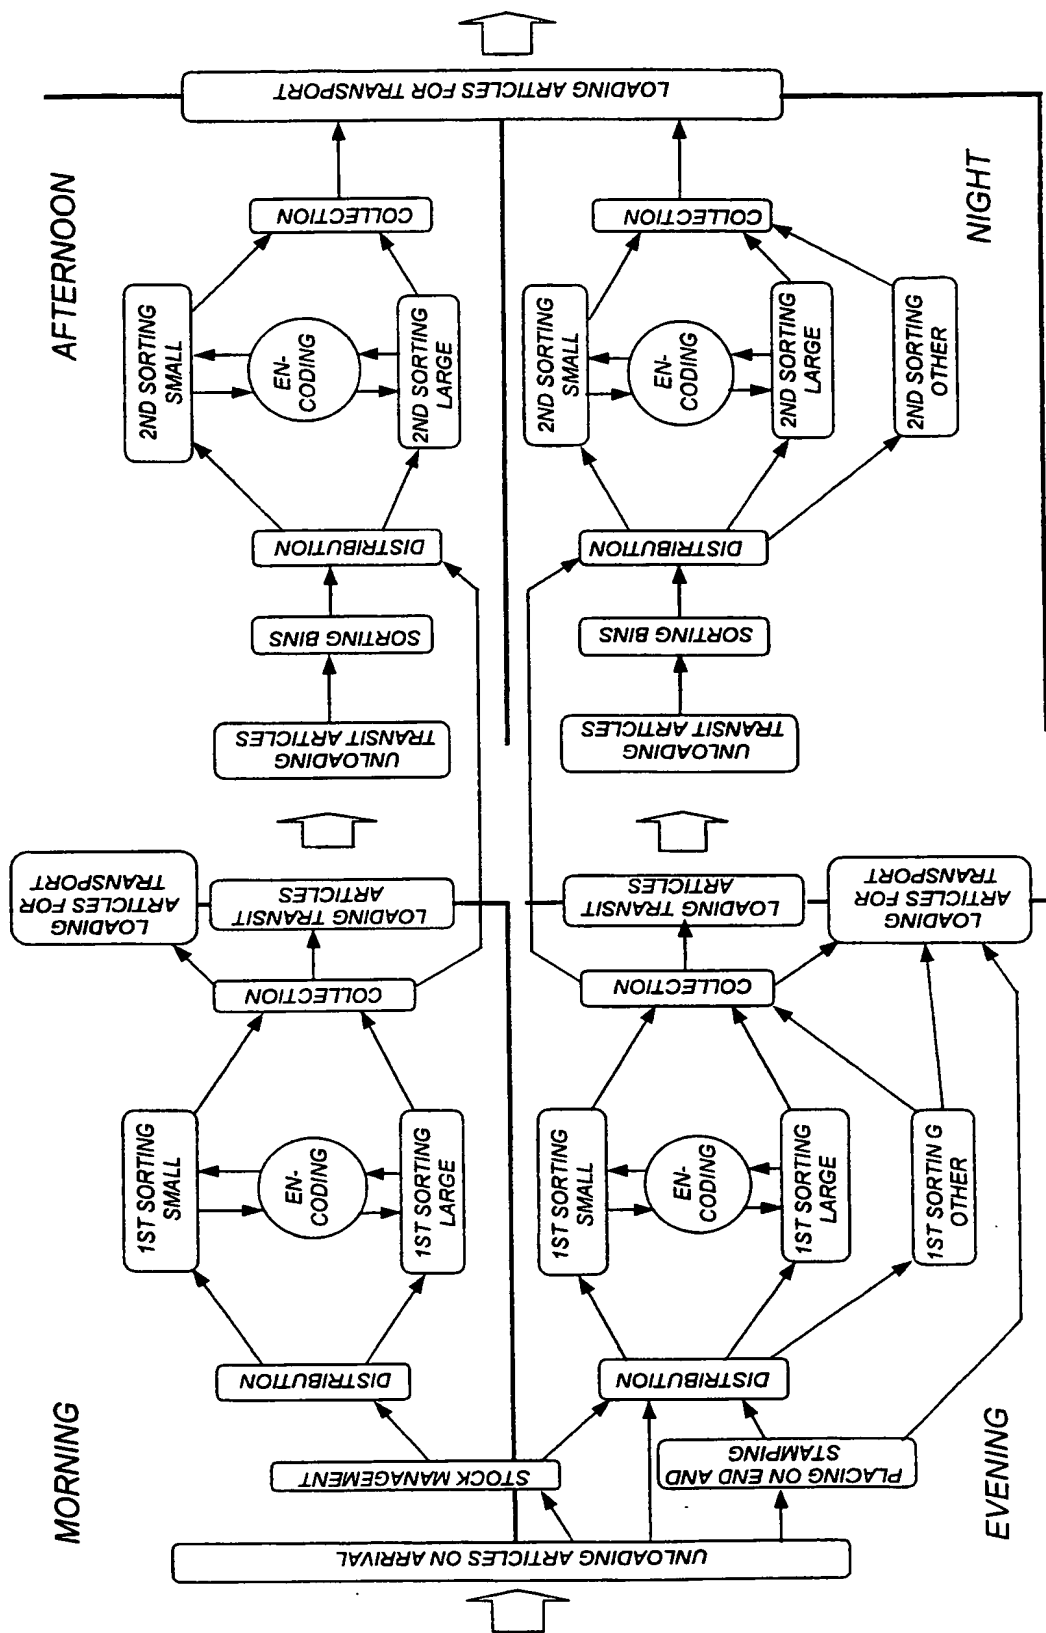 MORNING
UNLOADING ARTICLES ON ARRIVAL
STOCK MANAGEMENT
DISTRIBUTION
1ST SORTING
SMALL
EN-
CODING
1ST SORTING
LARGE
COLLECTION
LOADING
ARTICLES FOR
TRANSPORT
LOADING TRANSIT
ARTICLES
AFTERNOON
UNLOADING
TRANSIT ARTICLES
SORTING BINS
DISTRIBUTION
2ND SORTING
SMALL
EN-
CODING
2ND SORTING
LARGE
COLLECTION
LOADING ARTICLES FOR TRANSPORT
EVENING
PLACING ON END AND
STAMPING
DISTRIBUTION
1ST SORTING
SMALL
EN-
CODING
1ST SORTING
LARGE
1ST SORTIN G
OTHER
COLLECTION
LOADING TRANSIT
ARTICLES
LOADING
ARTICLES FOR
TRANSPORT
NIGHT
UNLOADING
TRANSIT ARTICLES
SORTING BINS
DISTRIBUTION
2ND SORTING
SMALL
EN-
CODING
2ND SORTING
LARGE
2ND SORTING
OTHER
COLLECTION